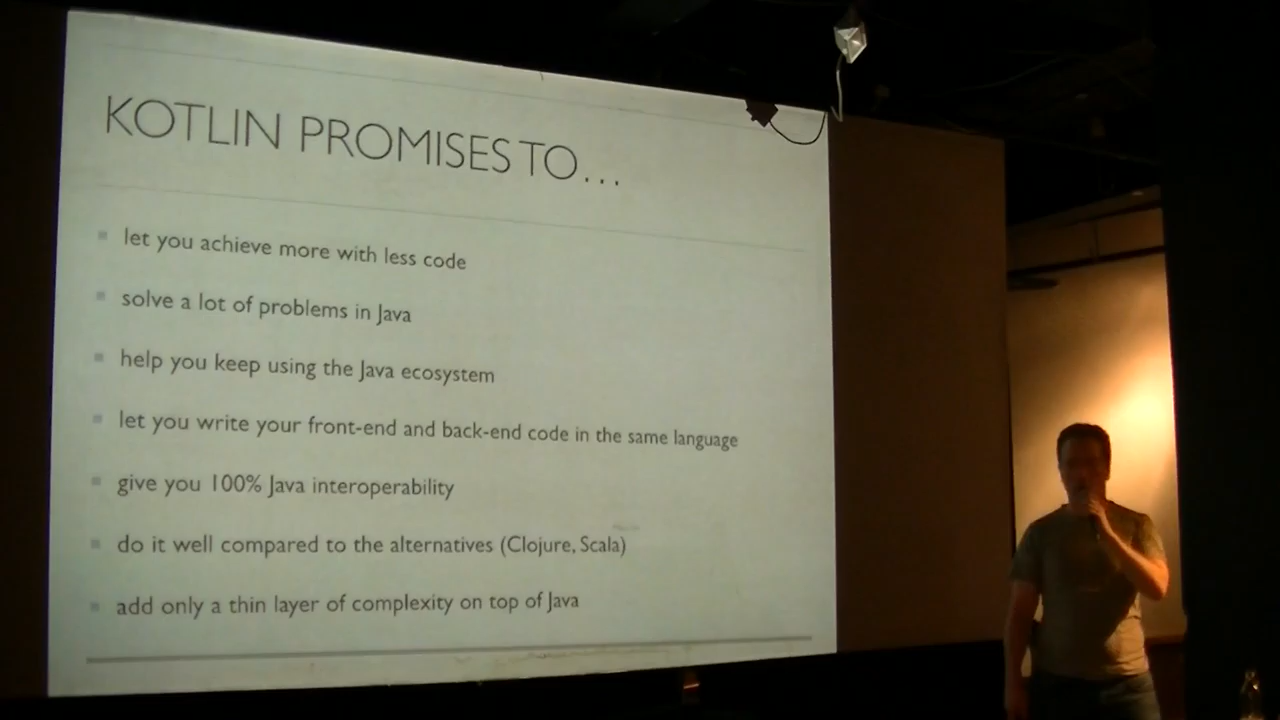 KOTLIN PROMISES TO...
let you achieve more with less code
solve a lot of problems in Java
help you keep using the Java ecosystem
let you write your front-end and back-end code in the same language
give you 100% Java interoperability
do it well compared to the alternatives (Clojure, Scala)
add only a thin layer of complexity on top of Java